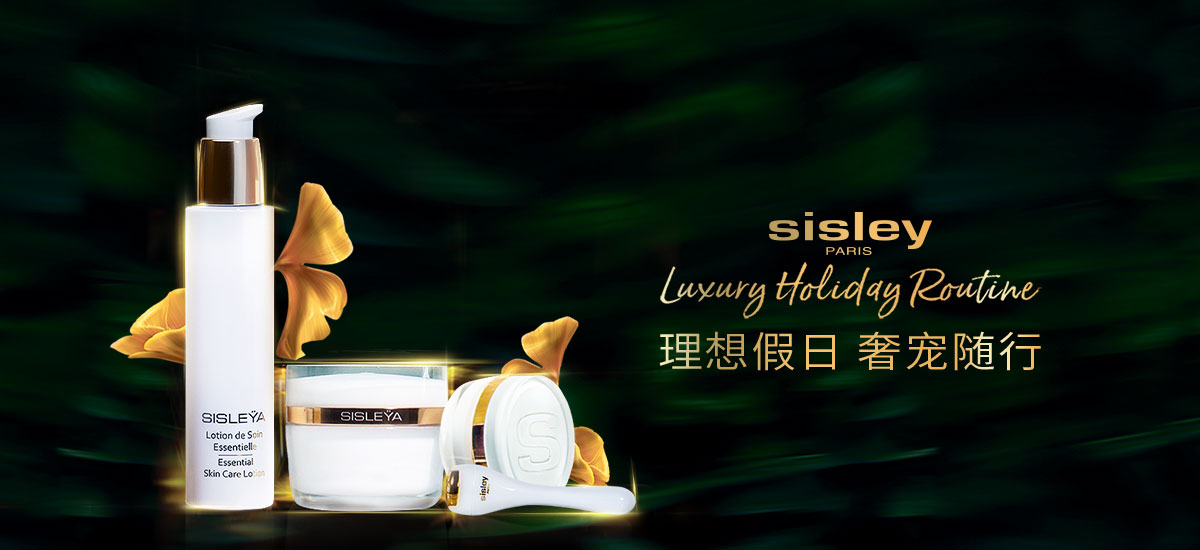 sisley
PARIS
Luxury Holiday Routine
理想假日 奢宠随行
SISLEŸA
Lotion de Soin
Essentielle
Essential
Skin Care Lotion
SISLEŸA
S
sisley
PARIS